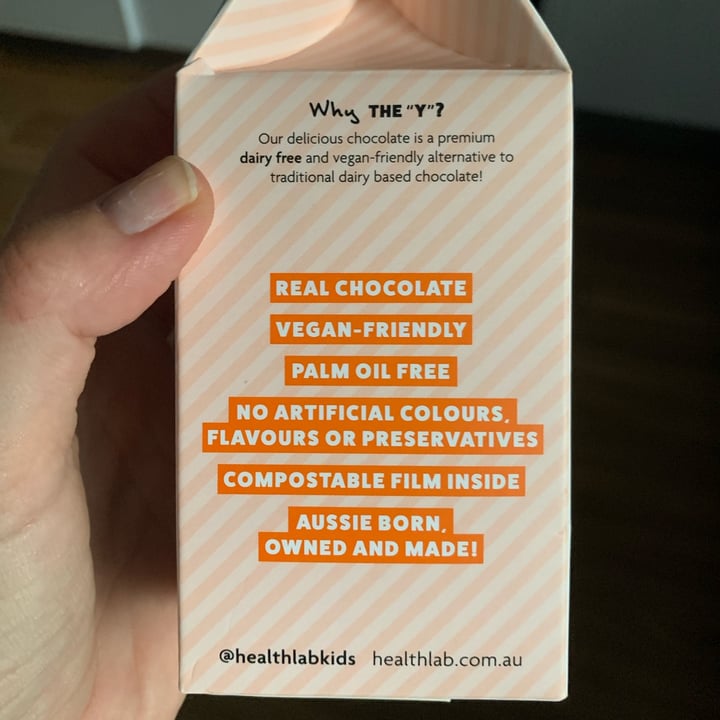 Why THE "Y"?
Our delicious chocolate is a premium
dairy free and vegan-friendly alternative to
traditional dairy based chocolate!
REAL CHOCOLATE
VEGAN-FRIENDLY
PALM OIL FREE
NO ARTIFICIAL COLOURS,
FLAVOURS OR PRESERVATIVES
COMPOSTABLE FILM INSIDE
AUSSIE BORN,
OWNED AND MADE!
@healthlabkids healthlab.com.au